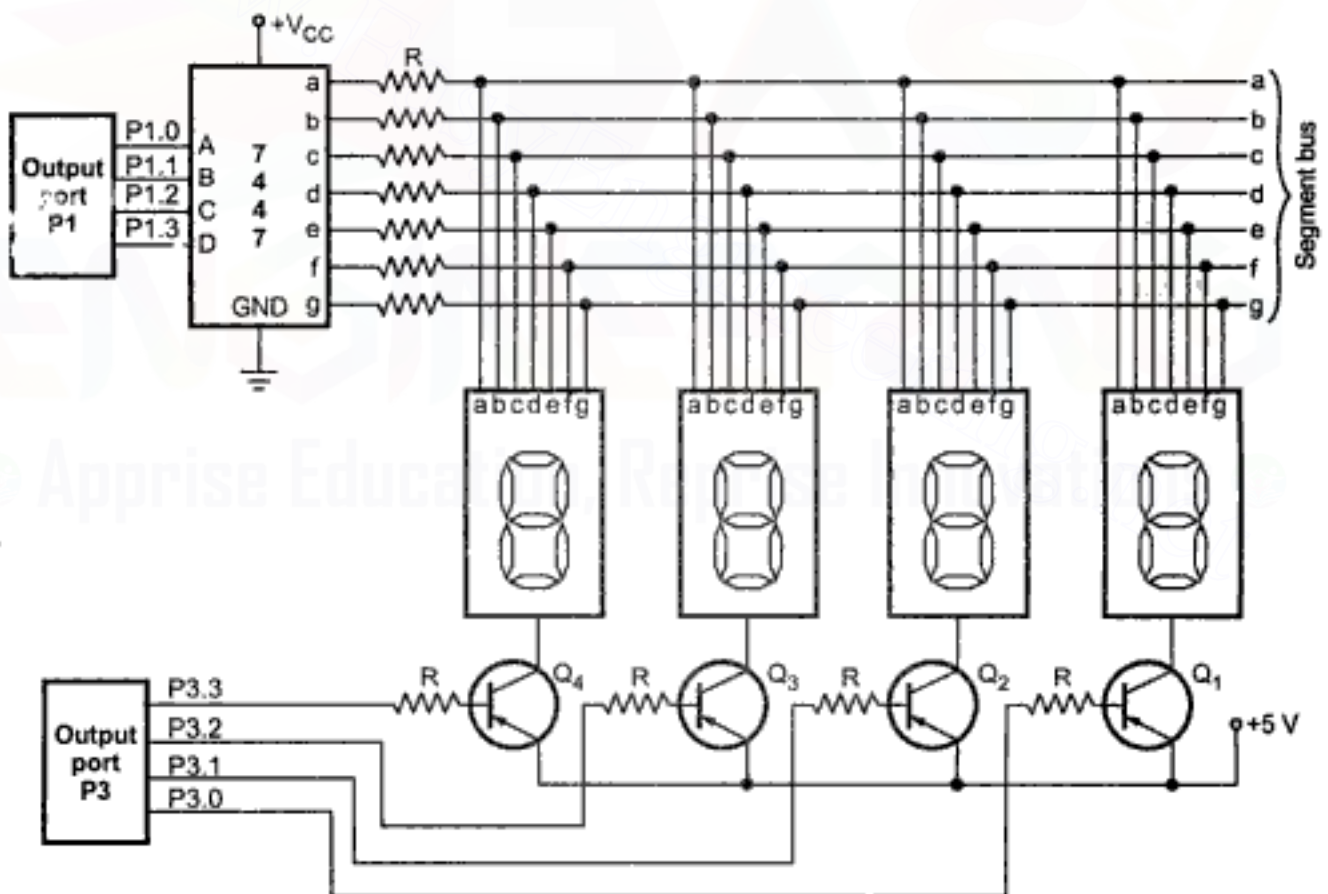 +VCC
R
a a
b b
P1.0
Output port P1
A
7 c c
P1.1
B
4 d d
P1.2
C
4 e e
P1.3
D
7 f f
GND g g
Segment bus
abcdefg abcdefg abcdefg abcdefg
Apprise Education, Reprise Innovations
P3.3 R Q4 R Q3 R Q2 R Q1
P3.2
+5 V
Output port P3
P3.1
P3.0